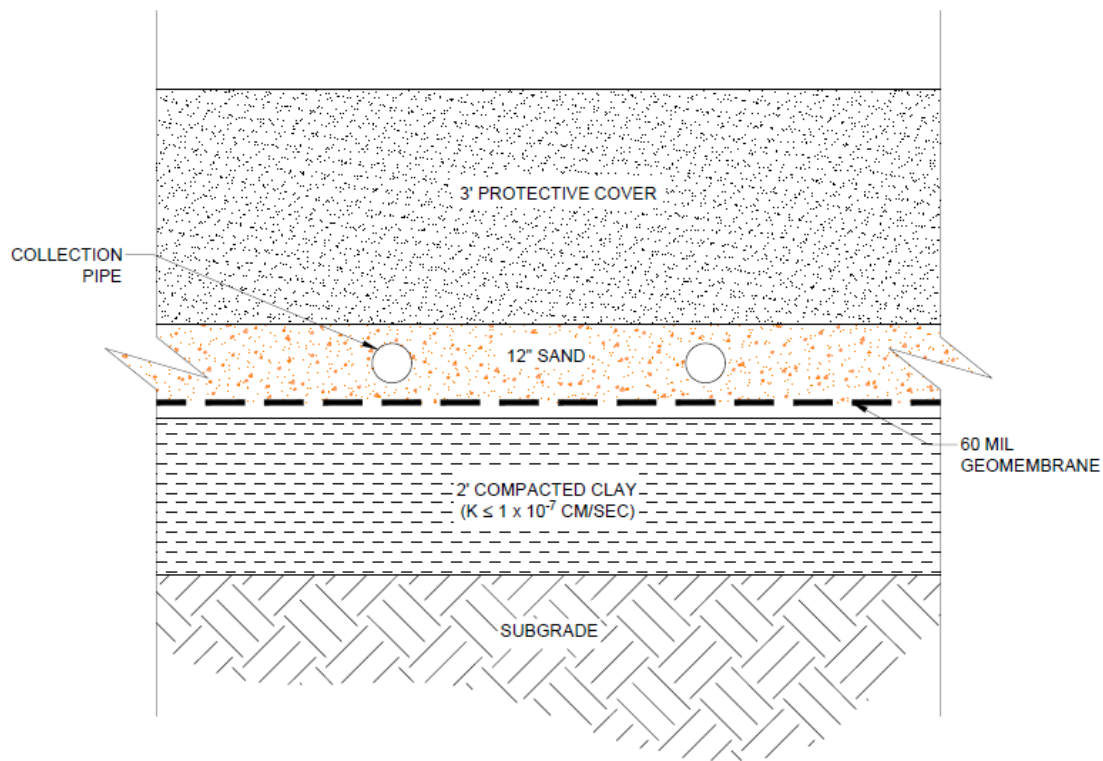 3' PROTECTIVE COVER
COLLECTION
PIPE
12" SAND
60 MIL
GEOMEMBRANE
2' COMPACTED CLAY
(K ≤ 1 x 10⁻⁷ CM/SEC)
SUBGRADE